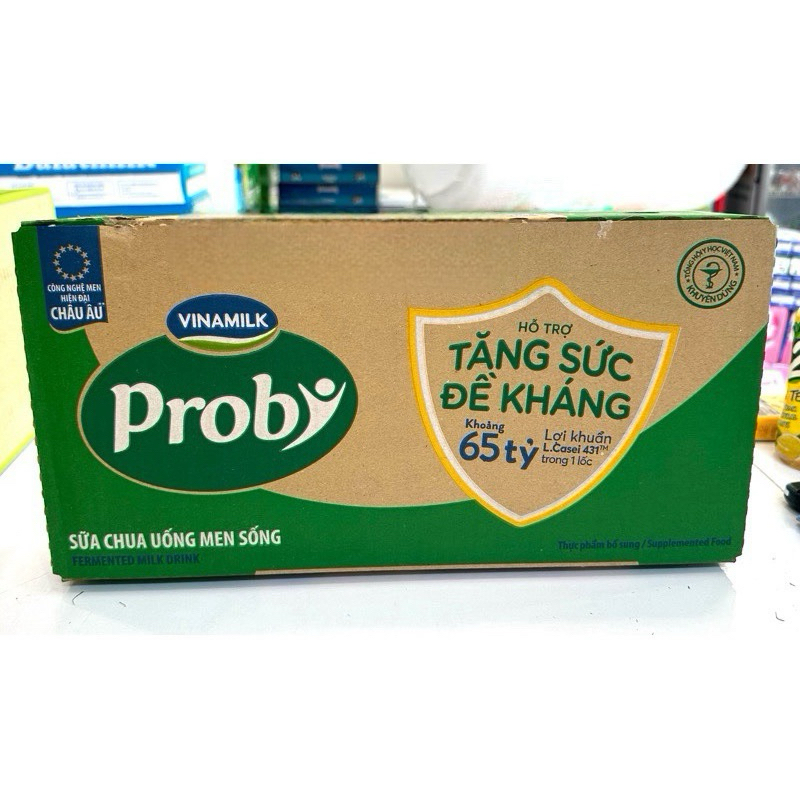 CÔNG NGHỆ MEN
HIỆN ĐẠI
CHÂU ÂU
VINAMILK
Proby
SỮA CHUA UỐNG MEN SỐNG
FERMENTED MILK DRINK
HỖ TRỢ
TĂNG SỨC
ĐỀ KHÁNG
Khoảng
65 tỷ
Lợi khuẩn
L.Casei 431™
trong 1 lốc
TỔNG HỘI Y HỌC VIỆT NAM
KHUYÊN DÙNG
Thực phẩm bổ sung / Supplemented Food